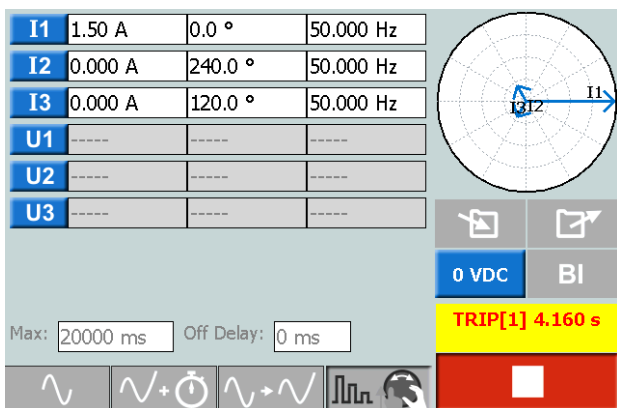 I1 1.50 A 0.0 ° 50.000 Hz
I2 0.000 A 240.0 ° 50.000 Hz
I3 0.000 A 120.0 ° 50.000 Hz
U1 ----- ----- -----
U2 ----- ----- -----
U3 ----- ----- -----
I1
I3 I2
0 VDC BI
TRIP[1] 4.160 s
Max: 20000 ms Off Delay: 0 ms